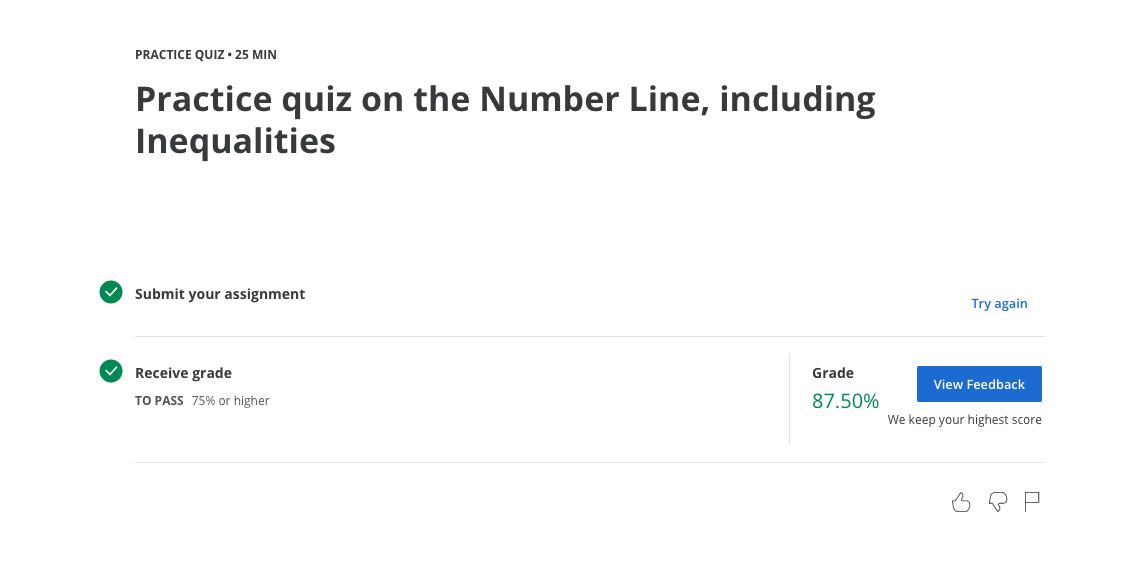 PRACTICE QUIZ • 25 MIN
Practice quiz on the Number Line, including
Inequalities
Submit your assignment
Try again
Receive grade
TO PASS 75% or higher
Grade
87.50%
View Feedback
We keep your highest score